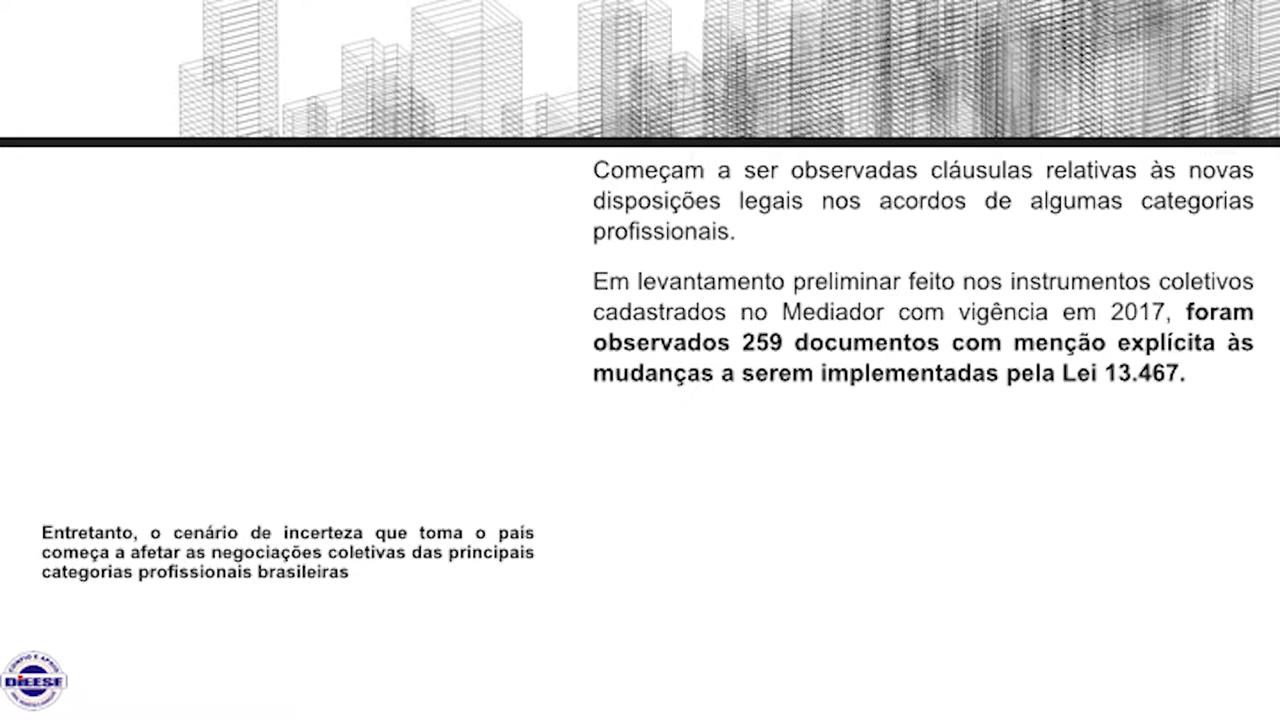 Começam a ser observadas cláusulas relativas às novas
disposições legais nos acordos de algumas categorias
profissionais.
Em levantamento preliminar feito nos instrumentos coletivos
cadastrados no Mediador com vigência em 2017, foram
observados 259 documentos com menção explícita às
mudanças a serem implementadas pela Lei 13.467.
Entretanto, o cenário de incerteza que toma o país
começa a afetar as negociações coletivas das principais
categorias profissionais brasileiras
DIEESE